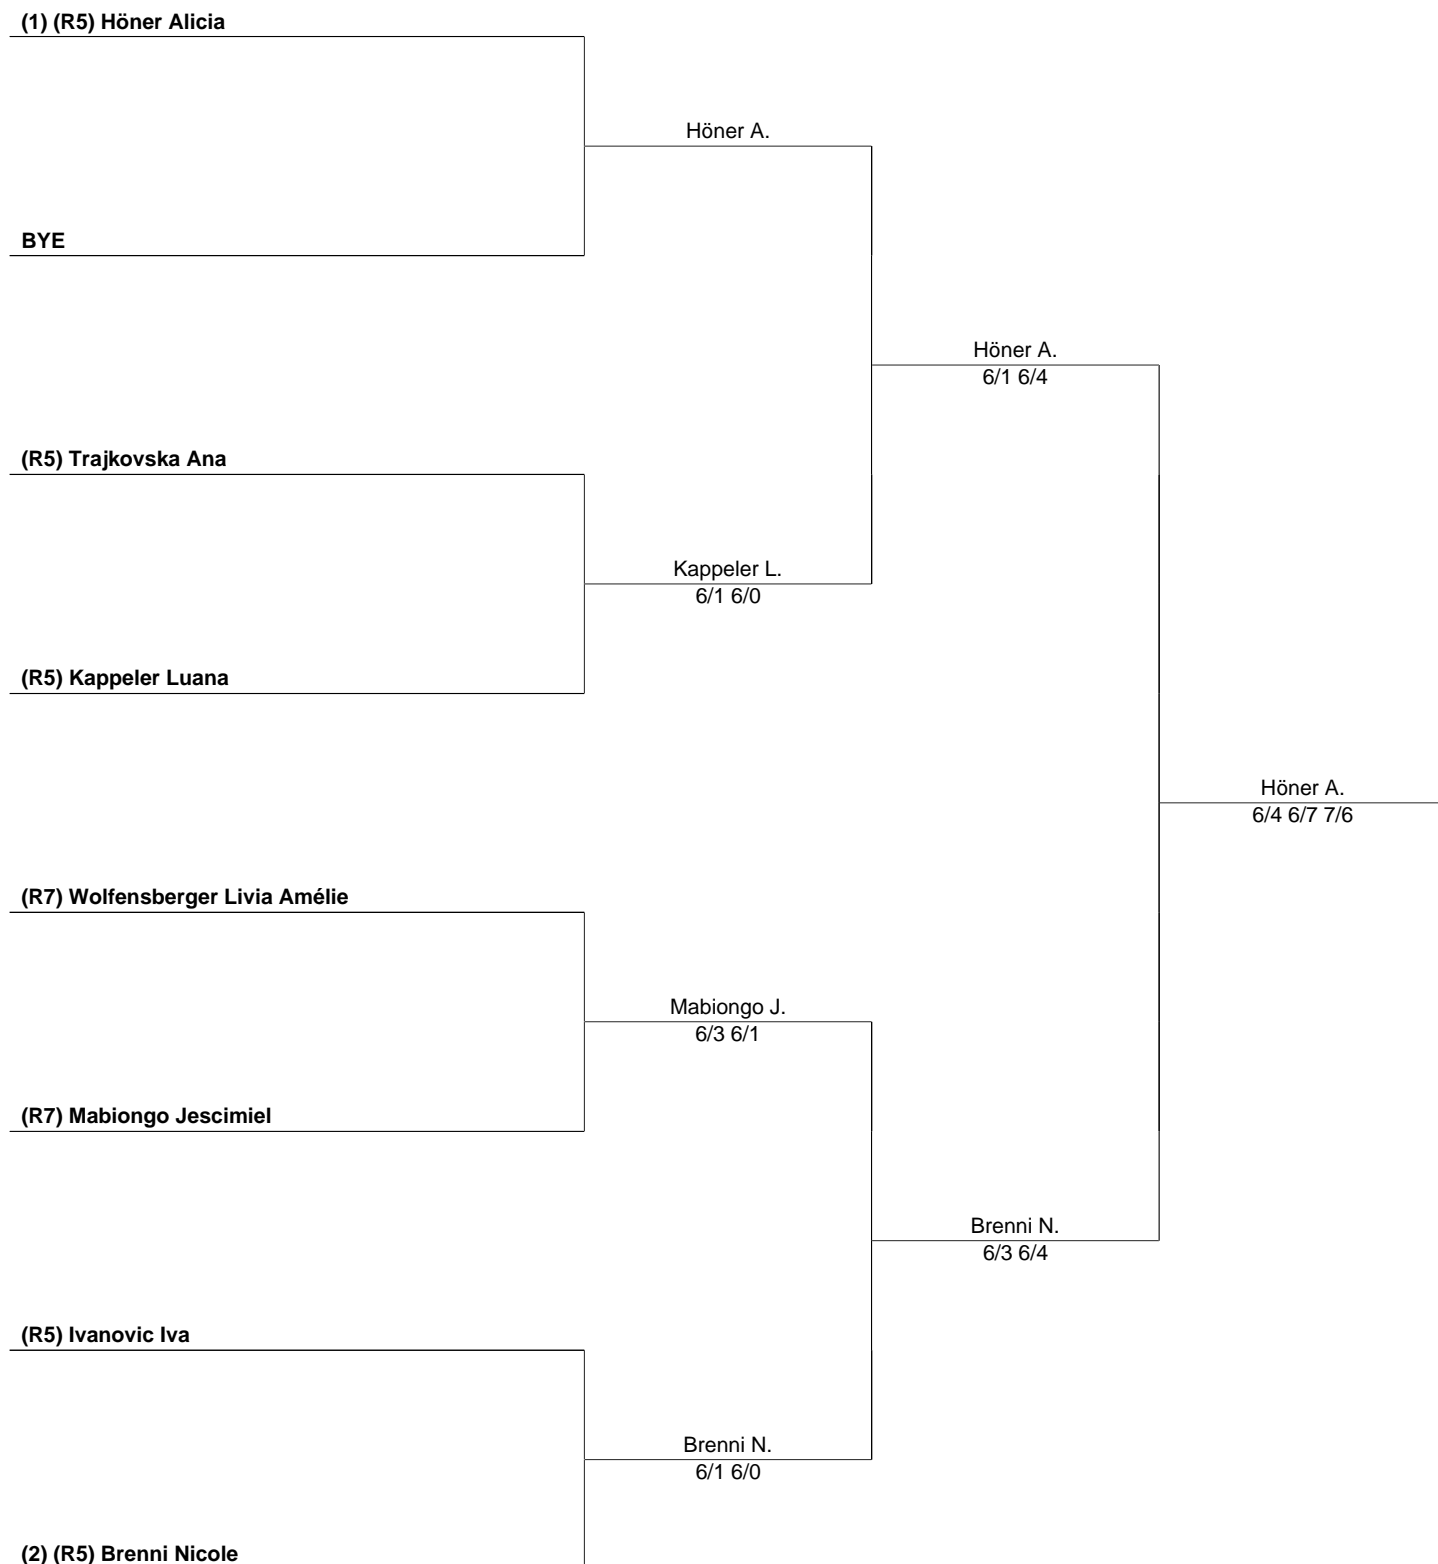 (1) (R5) Höner Alicia
Höner A.
BYE
Höner A.
6/1 6/4
(R5) Trajkovska Ana
Kappeler L.
6/1 6/0
(R5) Kappeler Luana
Höner A.
6/4 6/7 7/6
(R7) Wolfensberger Livia Amélie
Mabiongo J.
6/3 6/1
(R7) Mabiongo Jescimiel
Brenni N.
6/3 6/4
(R5) Ivanovic Iva
Brenni N.
6/1 6/0
(2) (R5) Brenni Nicole